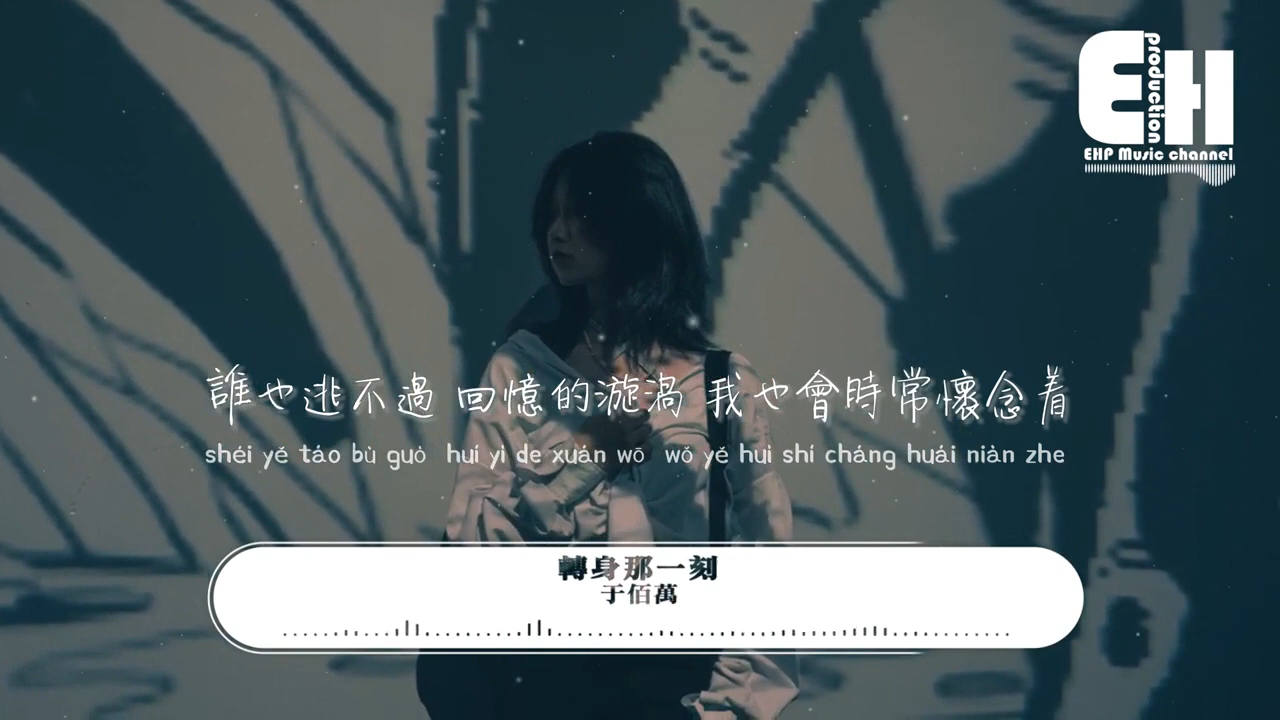 EH
production
EHP Music channel
誰也逃不過 回憶的漩渦 我也會時常懷念着
shéi yě táo bù guò huí yì de xuán wō wǒ yě huì shí cháng huái niàn zhe
轉身那一刻
于佰萬